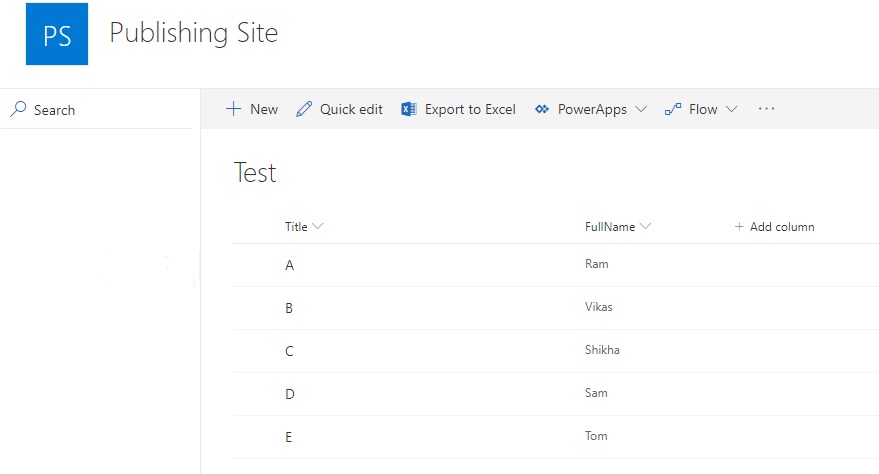 PS Publishing Site
Search
New Quick edit Export to Excel PowerApps Flow ...
Test
Title FullName + Add column
A Ram
B Vikas
C Shikha
D Sam
E Tom